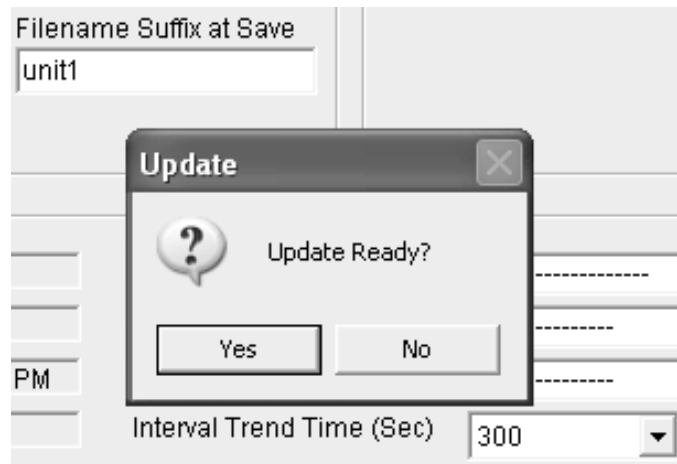 Filename Suffix at Save
unit1
Update
Update Ready?
-------------
Yes
No
---------
PM
---------
Interval Trend Time (Sec)
300